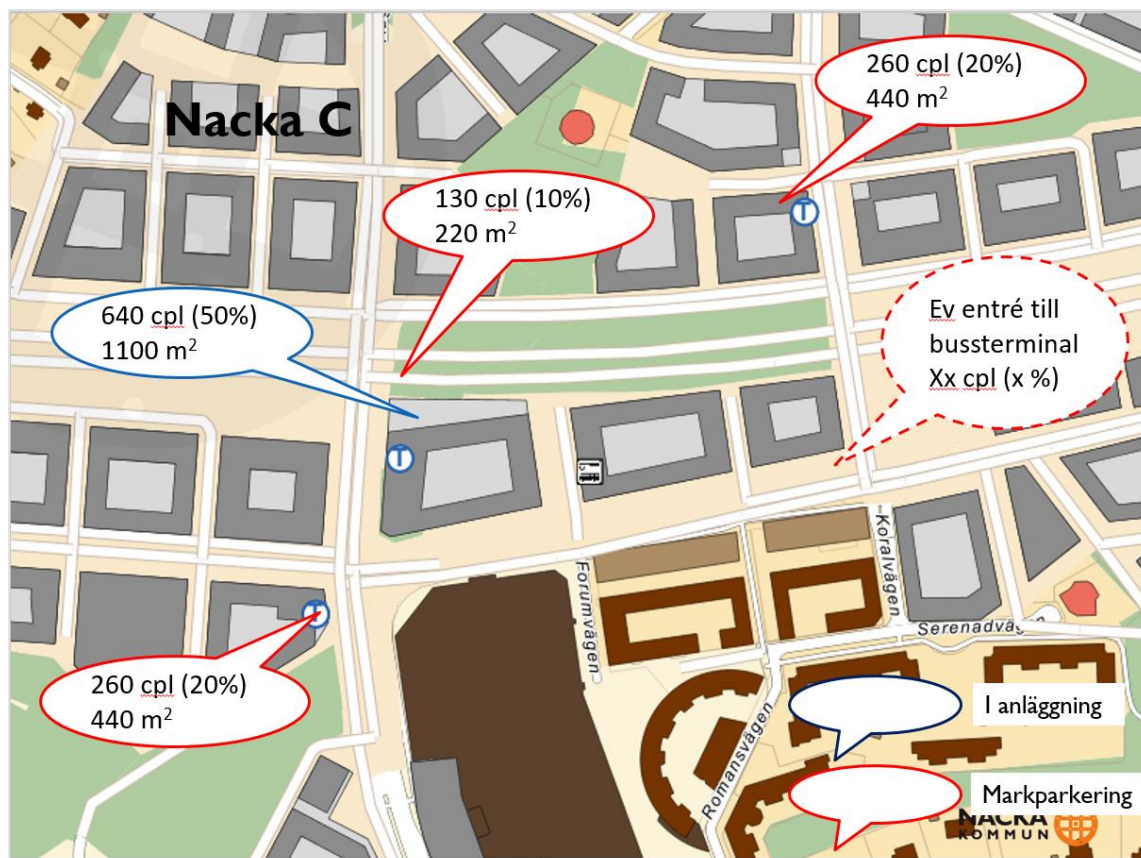 Nacka C
260 cpl (20%)
440 m²
130 cpl (10%)
220 m²
640 cpl (50%)
1100 m²
Ev entré till
bussterminal
Xx cpl (x %)
T
T
T
Forumvägen
Koralvägen
Serenadvägen
260 cpl (20%)
440 m²
Romansvägen
I anläggning
Markparkering
NACKA
KOMMUN